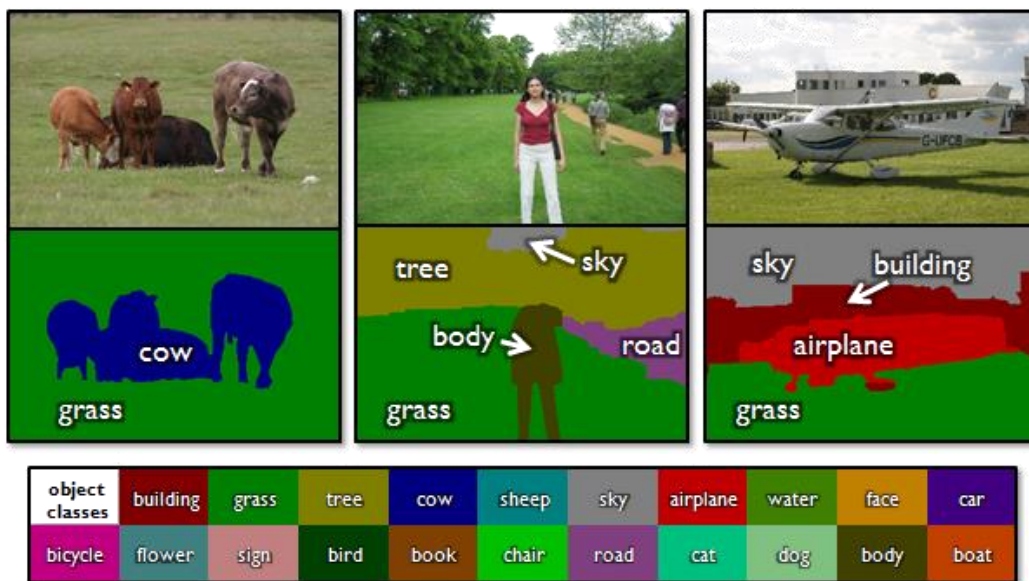 G-UFCB
tree
sky
sky
building
body
cow
road
airplane
grass
grass
grass
object classes
building
grass
tree
cow
sheep
sky
airplane
water
face
car
bicycle
flower
sign
bird
book
chair
road
cat
dog
body
boat